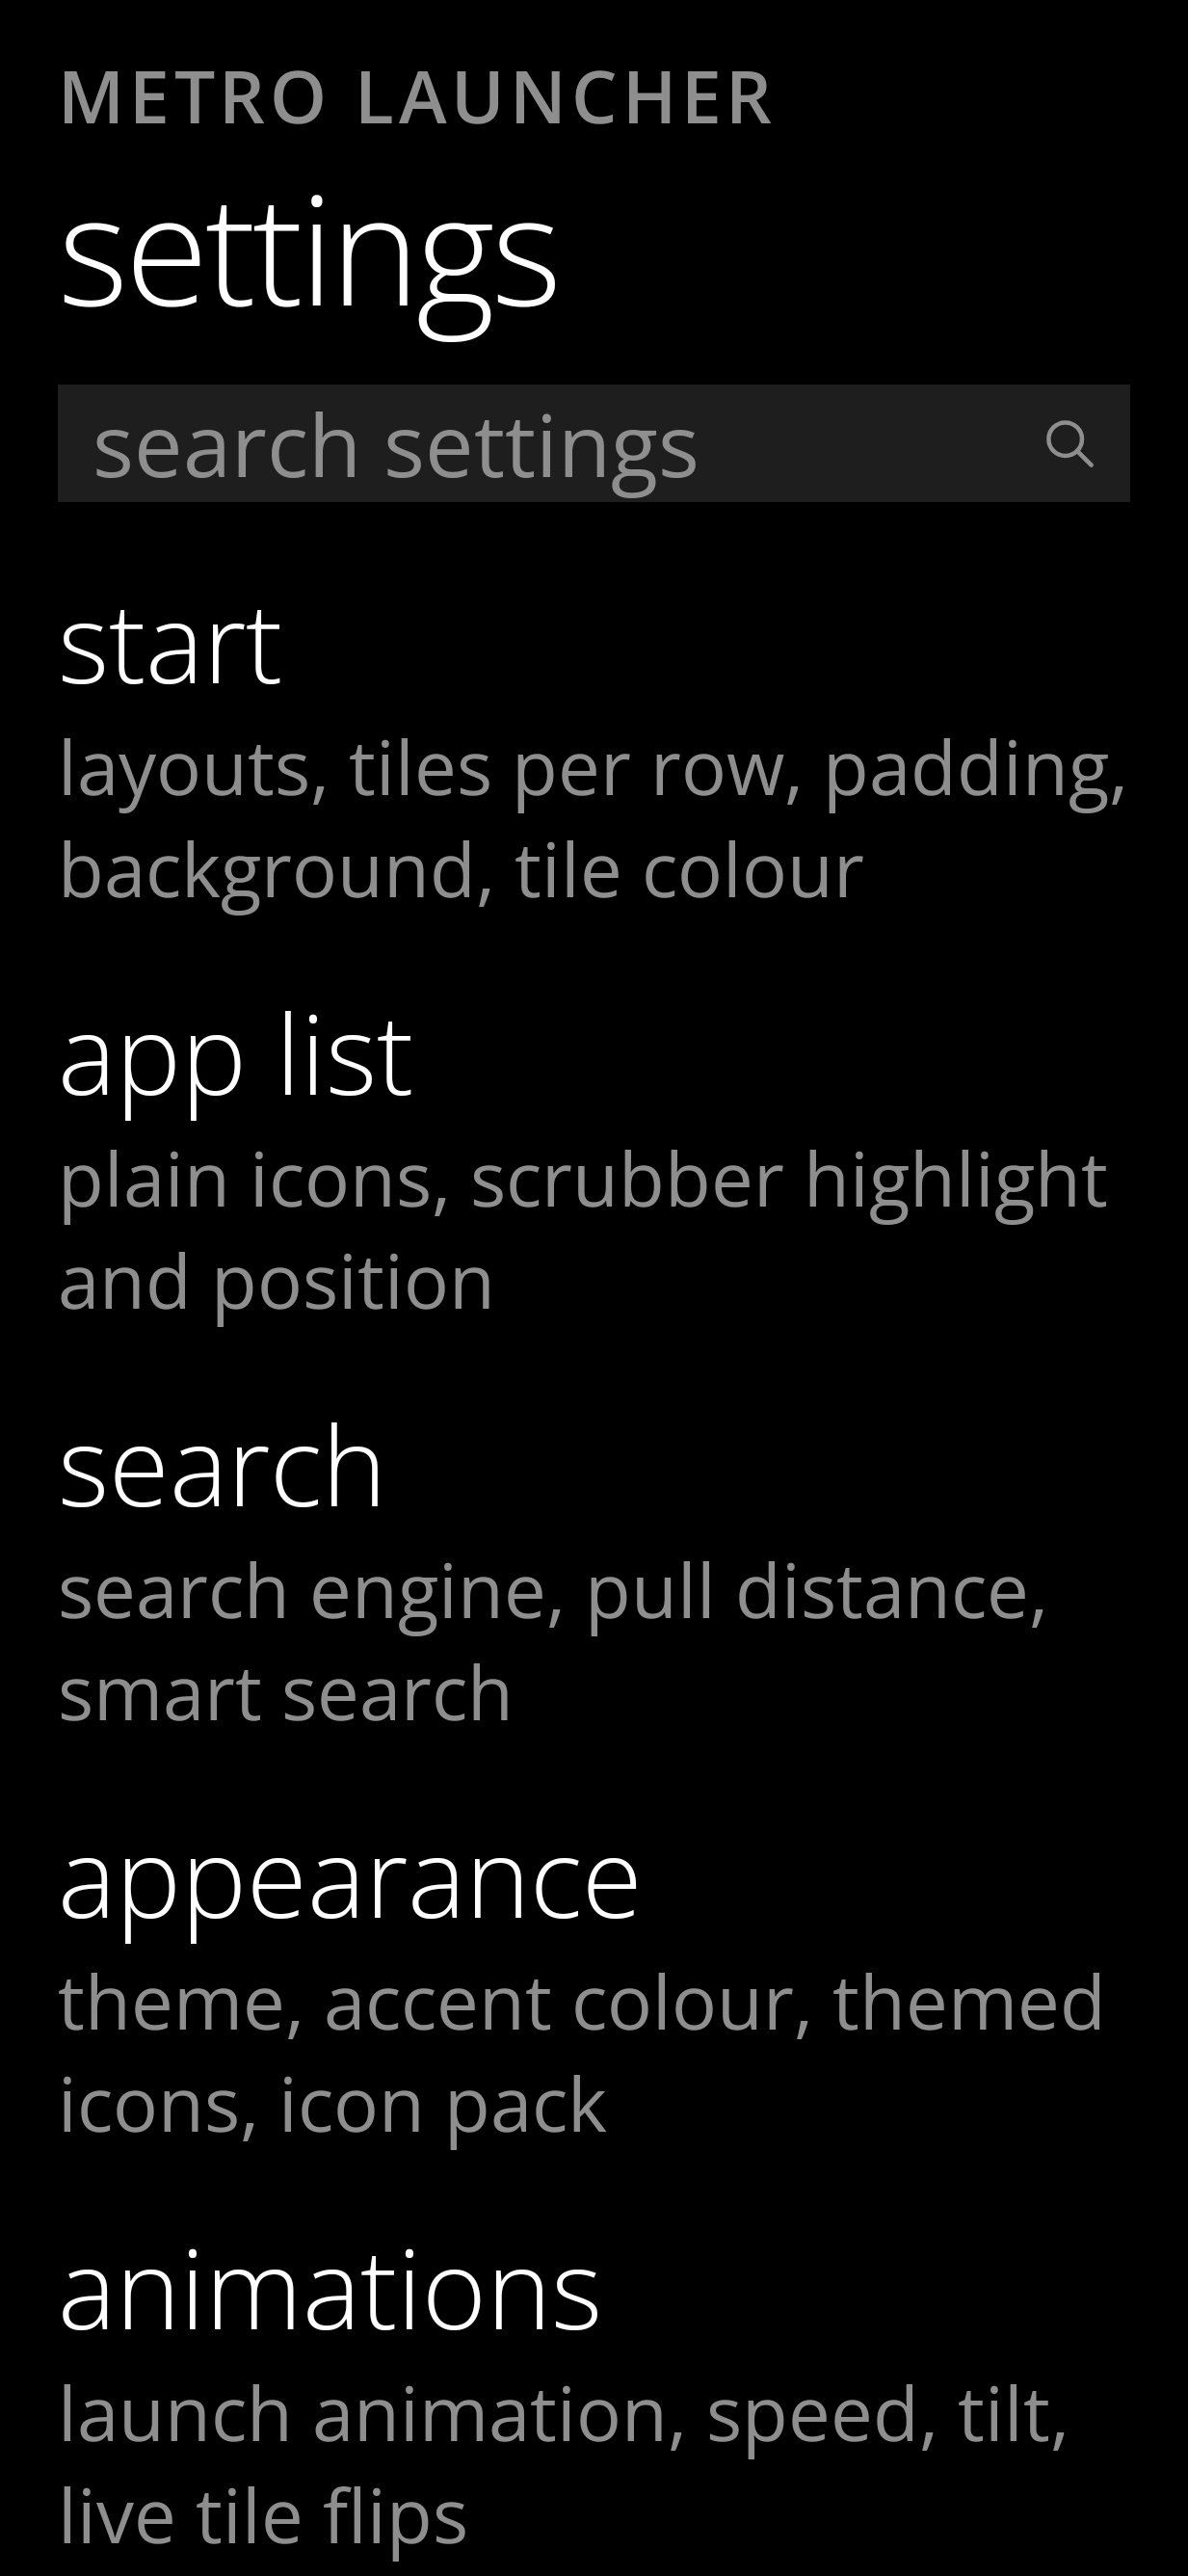 METRO LAUNCHER
settings
search settings
start
layouts, tiles per row, padding,
background, tile colour
app list
plain icons, scrubber highlight
and position
search
search engine, pull distance,
smart search
appearance
theme, accent colour, themed
icons, icon pack
animations
launch animation, speed, tilt,
live tile flips